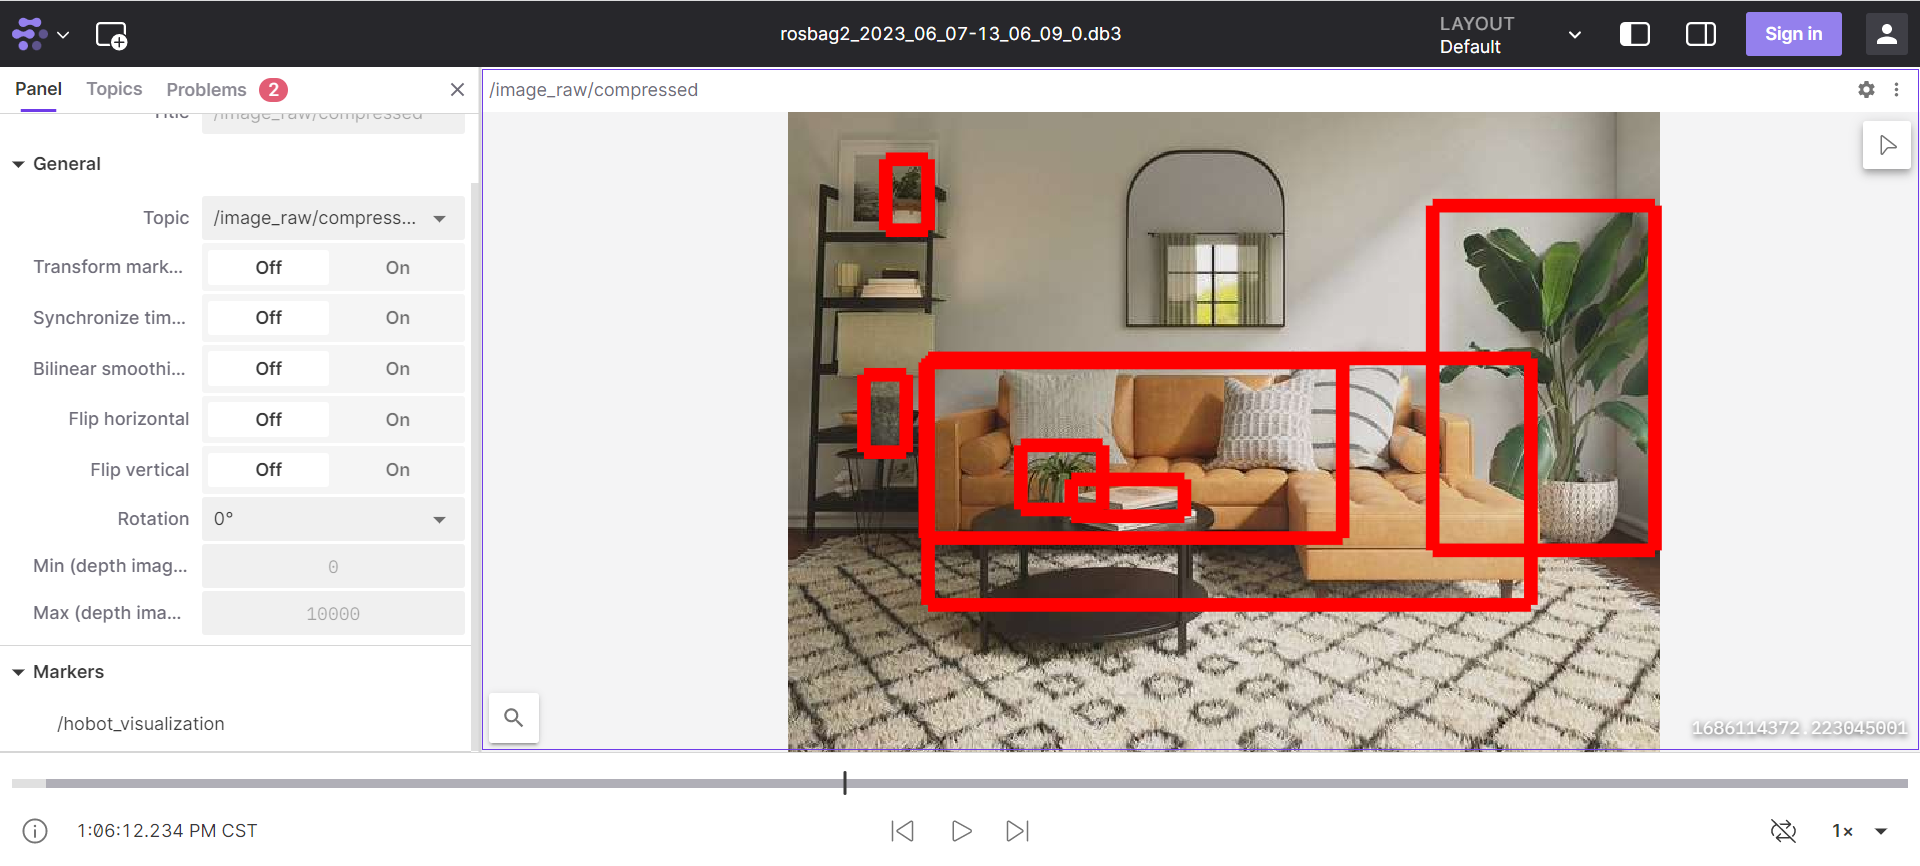 rosbag2_2023_06_07-13_06_09_0.db3
LAYOUT
Default
Sign in
Panel
Topics
Problems
2
Title
/image_raw/compressed
General
Topic
/image_raw/compress...
Transform mark...
Off
On
Synchronize tim...
Off
On
Bilinear smoothi...
Off
On
Flip horizontal
Off
On
Flip vertical
Off
On
Rotation
0°
Min (depth imag...
0
Max (depth ima...
10000
Markers
/hobot_visualization
/image_raw/compressed
1686114372.223045001
1:06:12.234 PM CST
1×